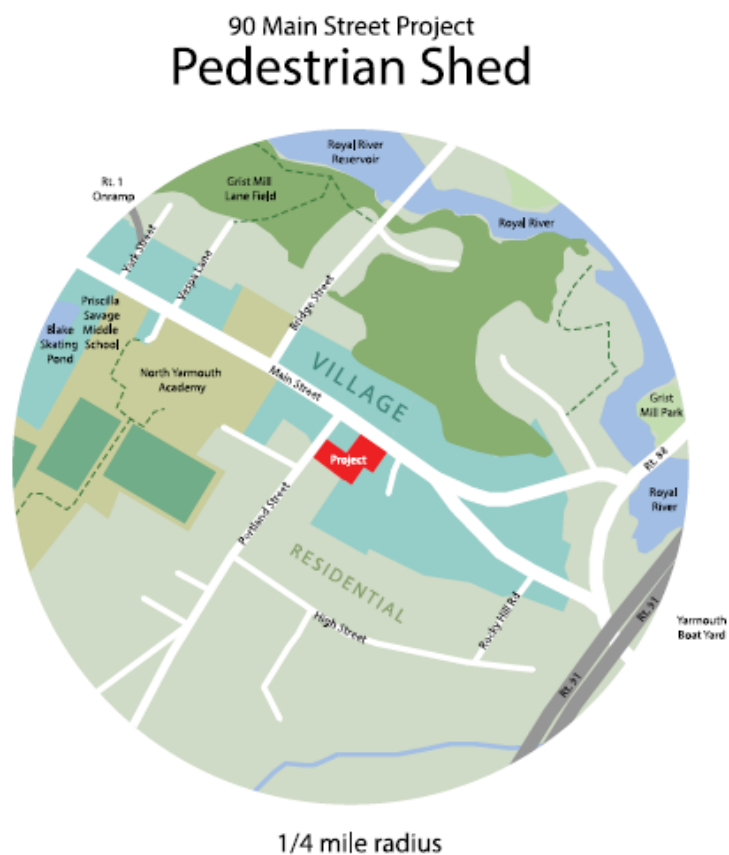 90 Main Street Project
Pedestrian Shed
Royal River
Reservoir
Rt. 1
Onramp
Grist Mill
Lane Field
Royal River
York Street
Vespa Lane
Bridge Street
Priscilla
Savage
Middle
School
Blake
Skating
Pond
North Yarmouth
Academy
Main Street
VILLAGE
Grist
Mill Park
Project
Rt. 88
Royal
River
Portland Street
RESIDENTIAL
High Street
Rocky Hill Rd
Rt. 91
Rt. 91
Yarmouth
Boat Yard
1/4 mile radius